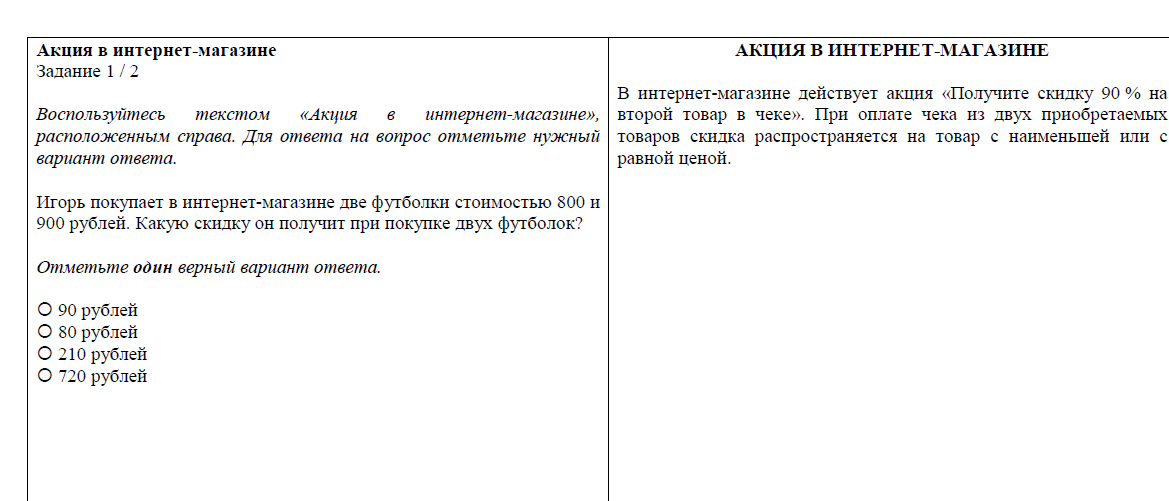 Акция в интернет-магазине
Задание 1 / 2
Воспользуйтесь текстом «Акция в интернет-магазине»,
расположенным справа. Для ответа на вопрос отметьте нужный
вариант ответа.
Игорь покупает в интернет-магазине две футболки стоимостью 800 и
900 рублей. Какую скидку он получит при покупке двух футболок?
Отметьте один верный вариант ответа.
90 рублей
80 рублей
210 рублей
720 рублей
АКЦИЯ В ИНТЕРНЕТ-МАГАЗИНЕ
В интернет-магазине действует акция «Получите скидку 90 % на
второй товар в чеке». При оплате чека из двух приобретаемых
товаров скидка распространяется на товар с наименьшей или с
равной ценой.